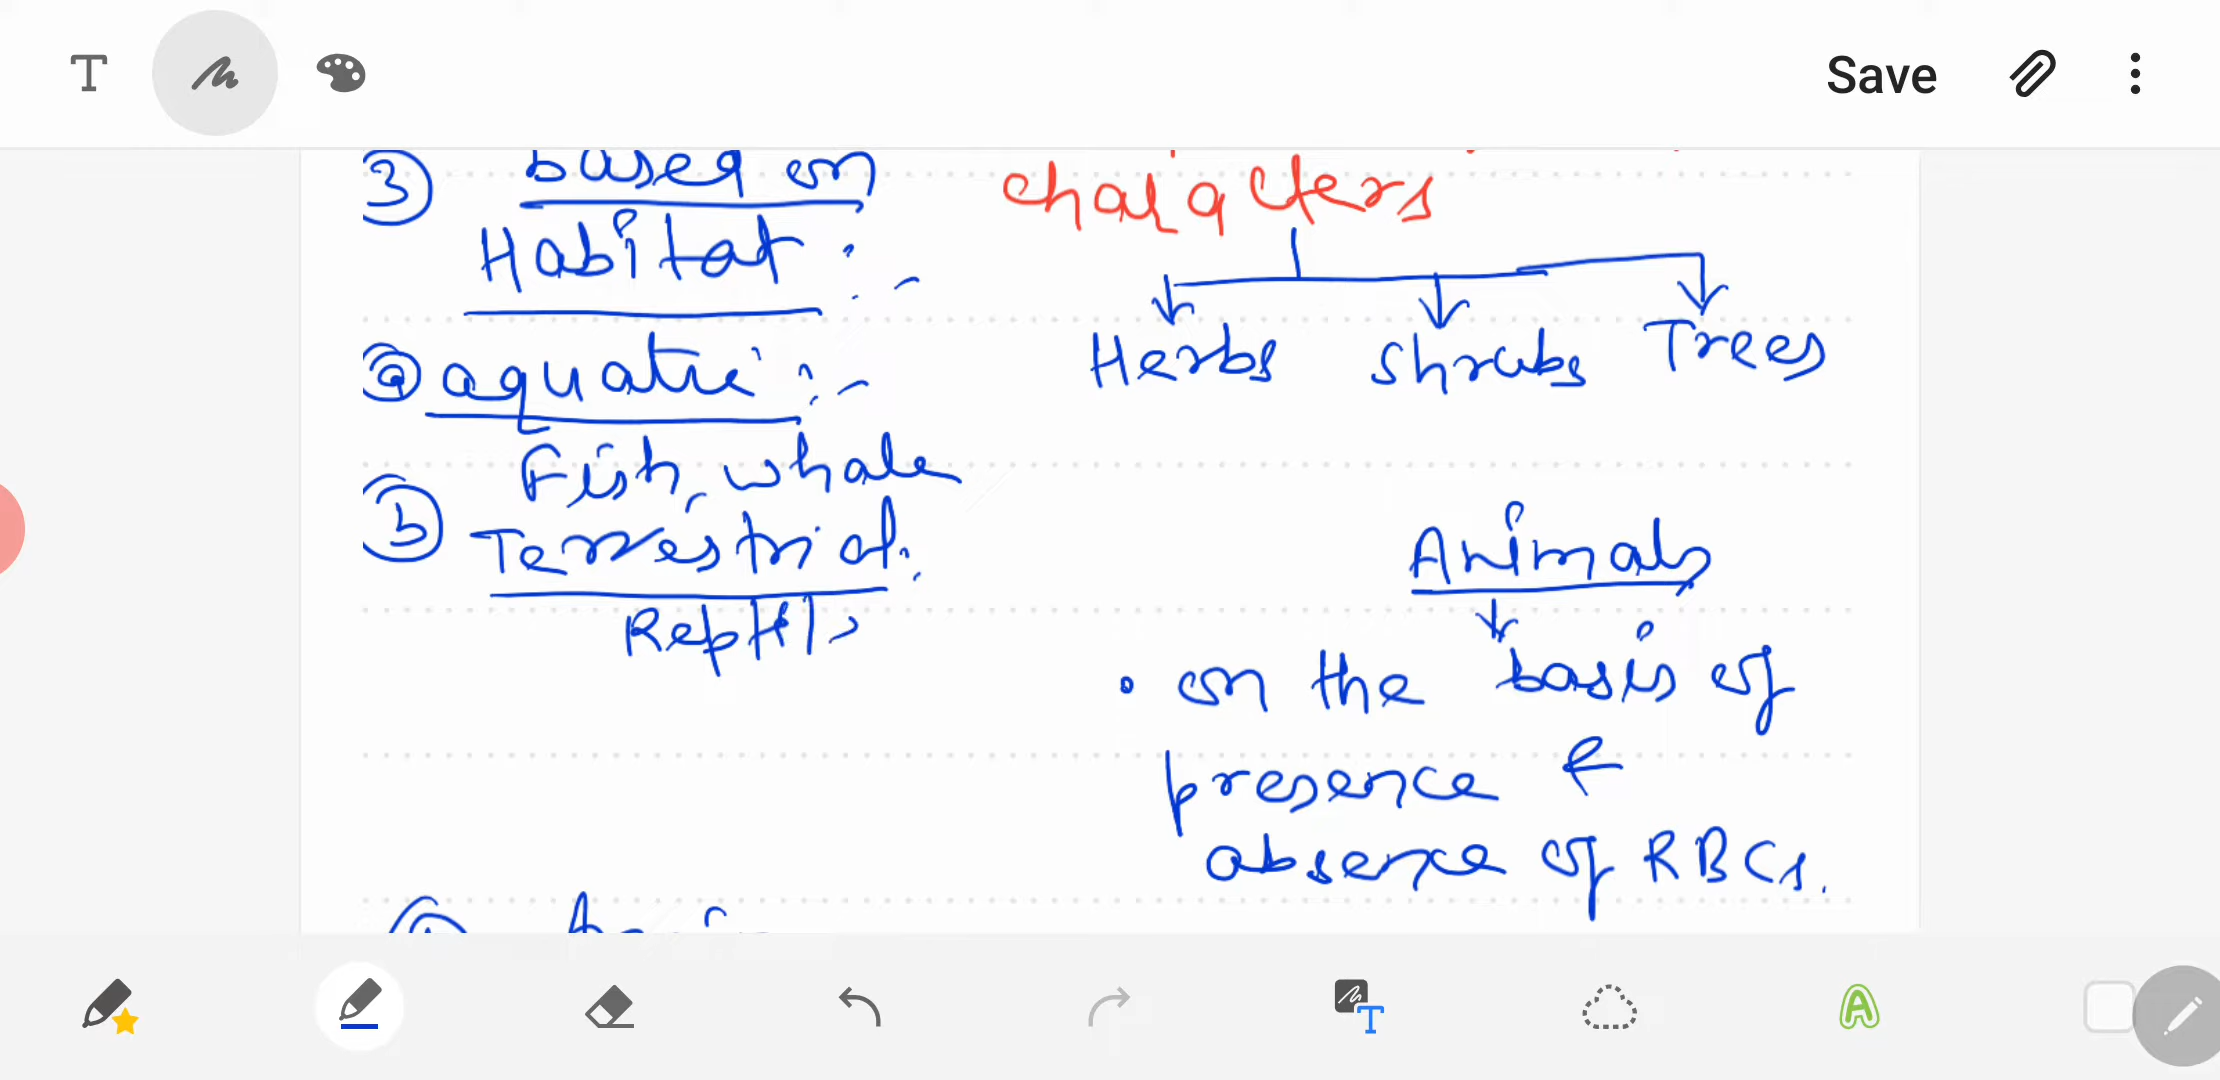 Save
③ based on
Habitat :-
ⓐ aquatic :-
Fish, whale
ⓑ Terrestrial:
characters
Herbs Shrubs Trees
Animals
• on the basis of
presence &
absence of RBCs.